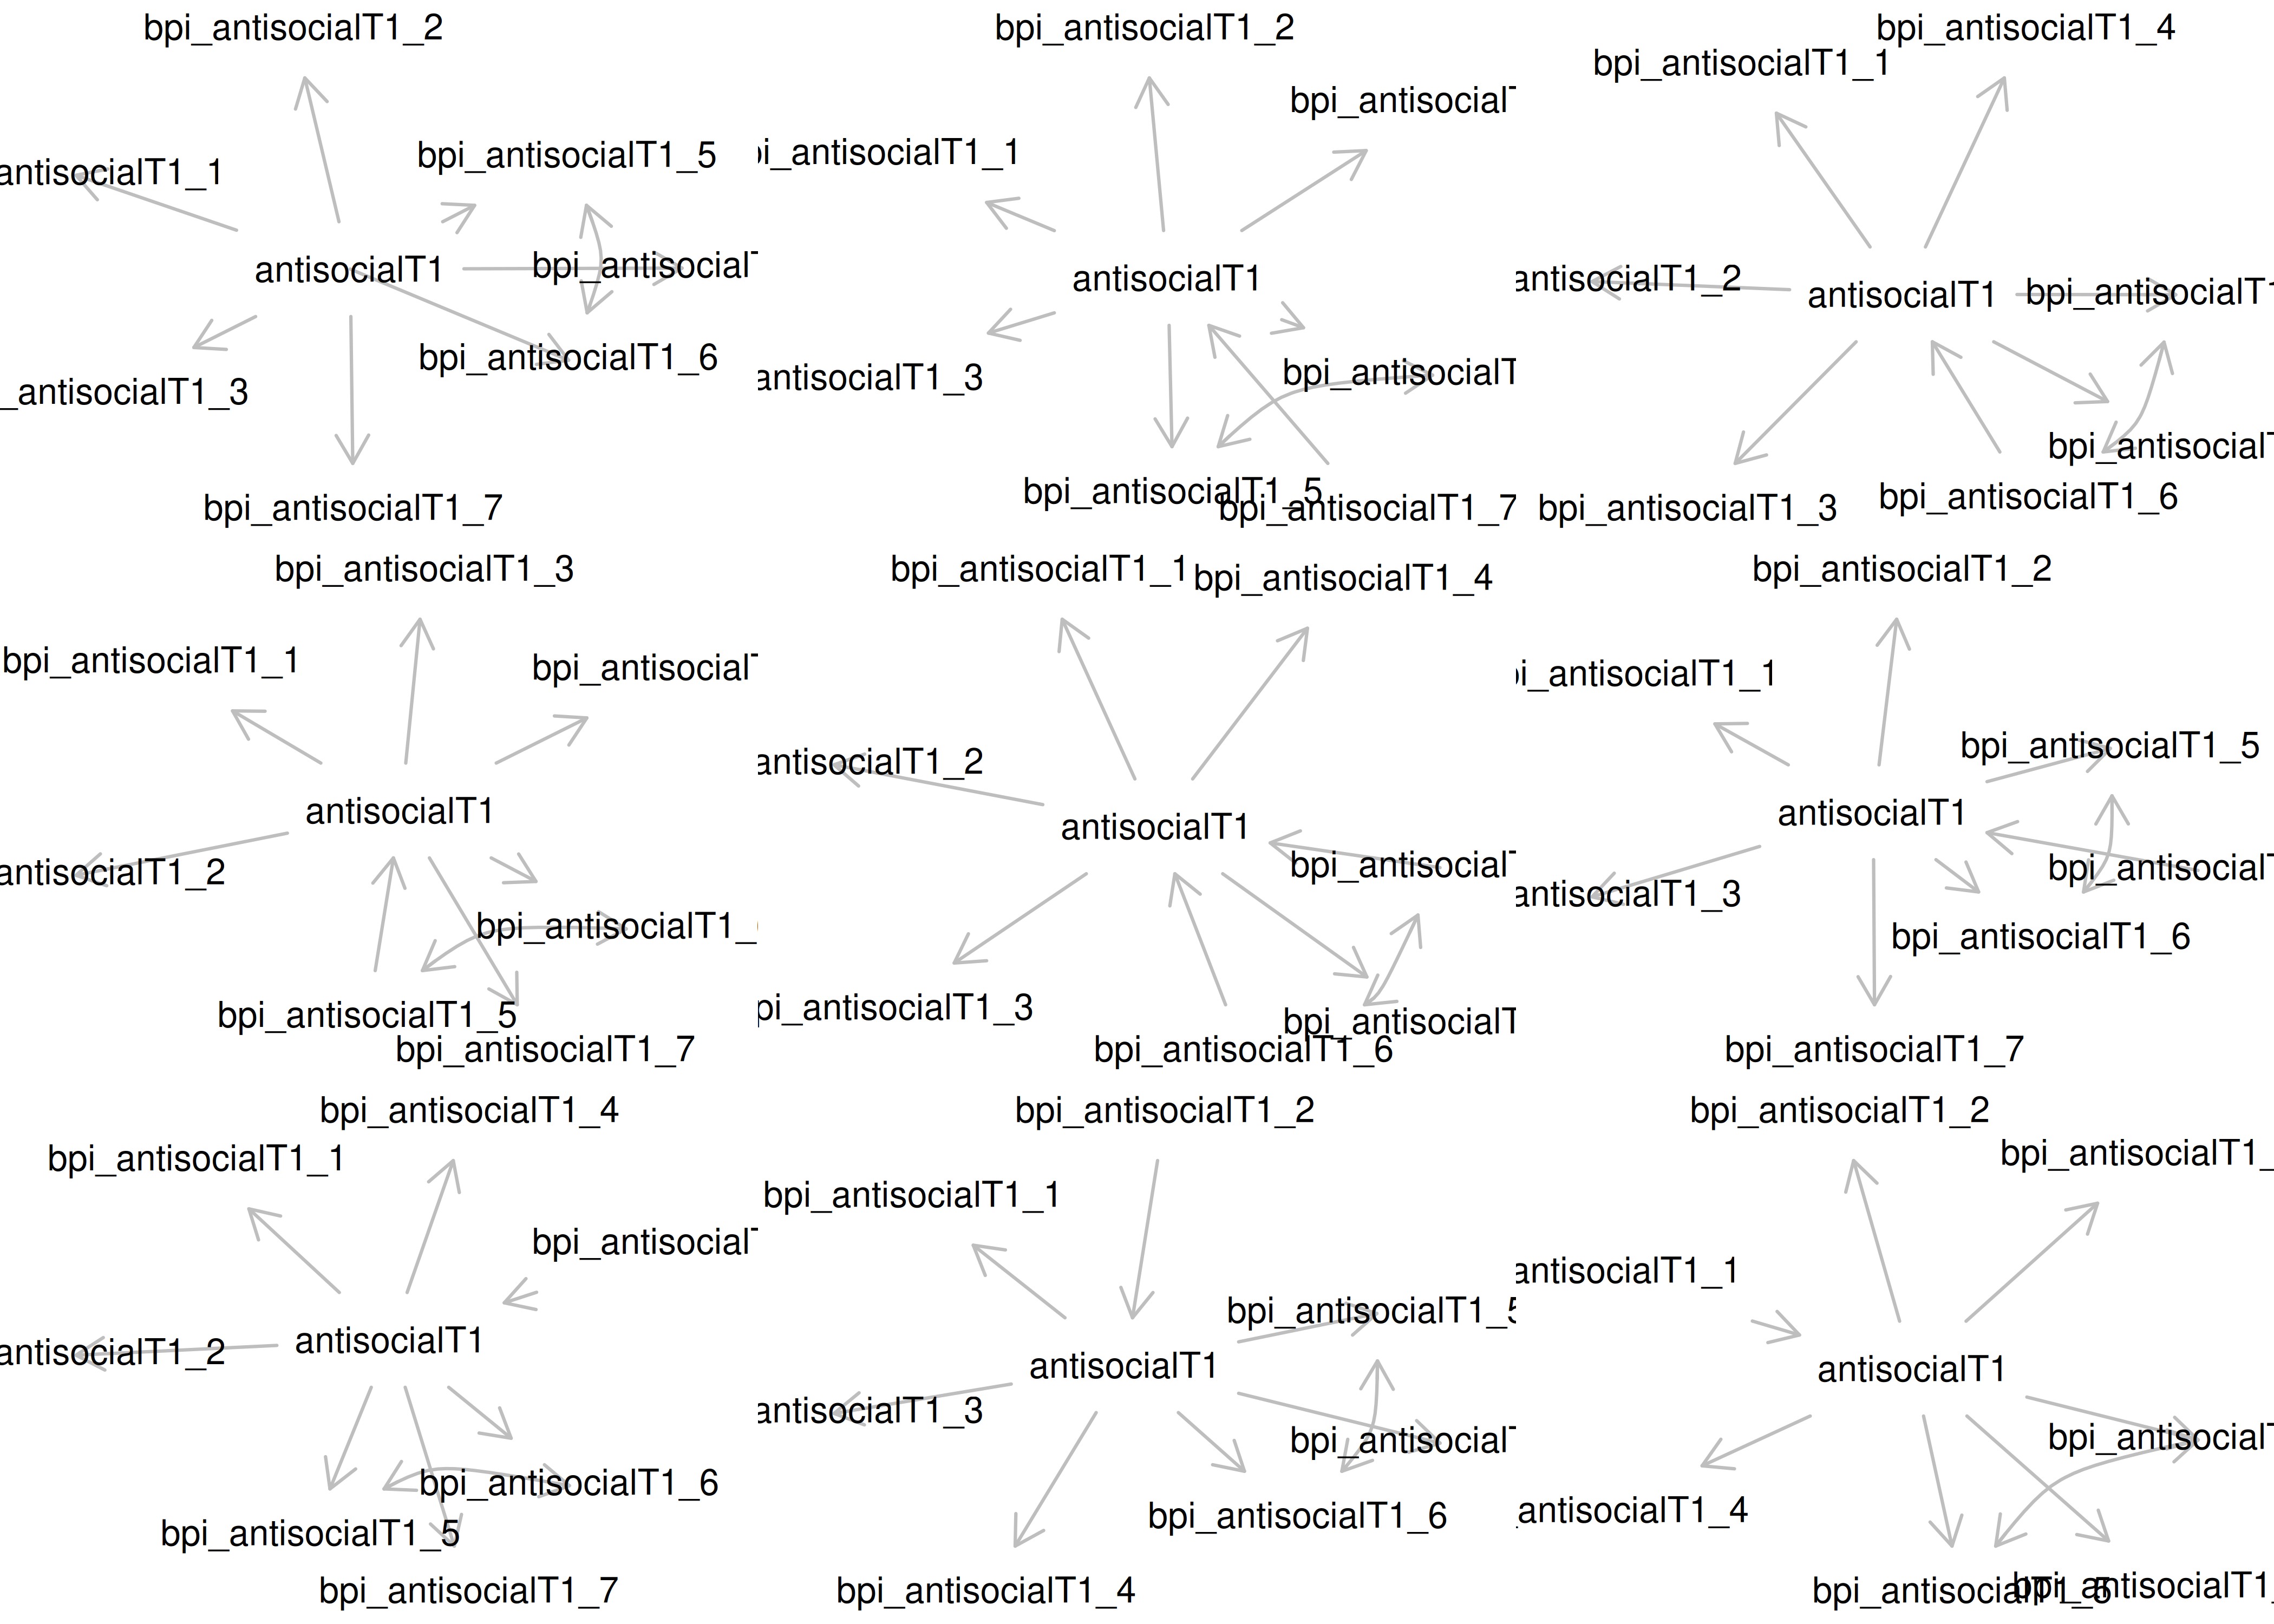 bpi_antisocialT1_2
antisocialT1_1
bpi_antisocialT1_5
antisocialT1
bpi_antisocial
bpi_antisocialT1_6
_antisocialT1_3
bpi_antisocialT1_7
bpi_antisocialT1_2
bpi_antisocial
i_antisocialT1_1
antisocialT1
bpi_antisocialT
antisocialT1_3
bpi_antisocialT1_5
bpi_antisocialT1_7
bpi_antisocialT1_4
bpi_antisocialT1_1
antisocialT1_2
antisocialT1
bpi_antisocialT1
bpi_antisocial
bpi_antisocialT1_6
bpi_antisocialT1_3
bpi_antisocialT1_3
bpi_antisocialT1_1
bpi_antisocial
antisocialT1
antisocialT1_2
bpi_antisocialT1_
bpi_antisocialT1_5
bpi_antisocialT1_7
bpi_antisocialT1_1
bpi_antisocialT1_4
antisocialT1_2
antisocialT1
bpi_antisocial
pi_antisocialT1_3
bpi_antisocialT
bpi_antisocialT1_6
bpi_antisocialT1_2
i_antisocialT1_1
bpi_antisocialT1_5
antisocialT1
bpi_antisocial
antisocialT1_3
bpi_antisocialT1_6
bpi_antisocialT1_7
bpi_antisocialT1_4
bpi_antisocialT1_1
bpi_antisocial
antisocialT1
antisocialT1_2
bpi_antisocialT1_6
bpi_antisocialT1_5
bpi_antisocialT1_7
bpi_antisocialT1_2
bpi_antisocialT1_1
bpi_antisocialT1_5
antisocialT1
antisocialT1_3
bpi_antisocial
bpi_antisocialT1_6
bpi_antisocialT1_4
bpi_antisocialT1_2
bpi_antisocialT1_
antisocialT1_1
antisocialT1
bpi_antisocial
antisocialT1_4
bpi_antisocialT1_5
bpi_antisocialT1_